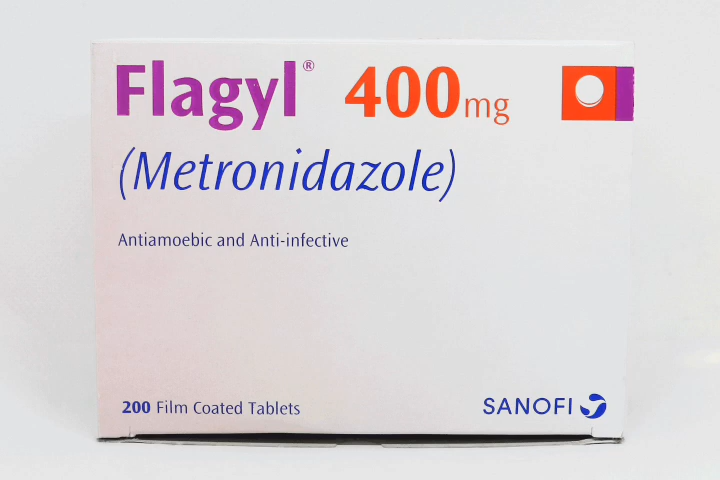 Flagyl® 400mg
(Metronidazole)
Antiamoebic and Anti-infective
200 Film Coated Tablets
SANOFI